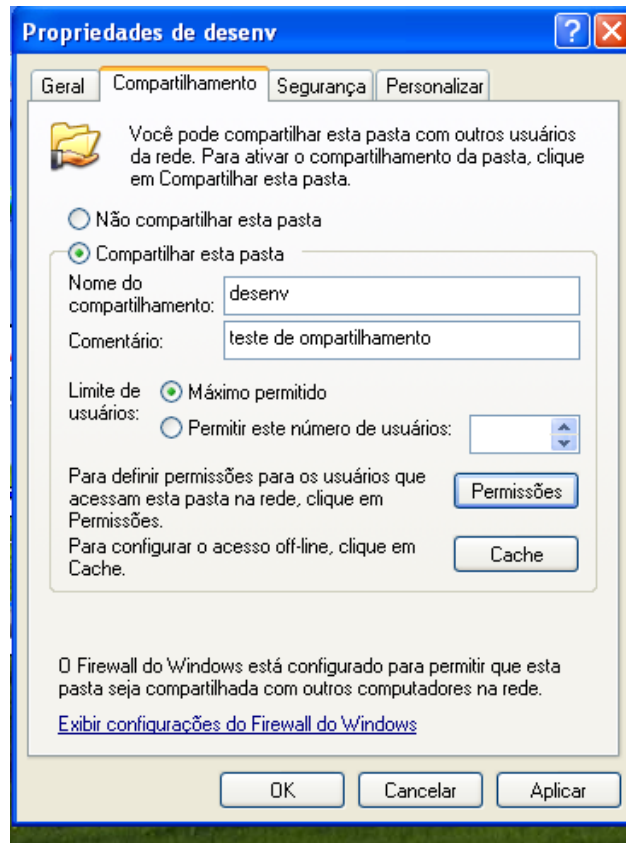 Propriedades de desenv
Geral Compartilhamento Segurança Personalizar
Você pode compartilhar esta pasta com outros usuários
da rede. Para ativar o compartilhamento da pasta, clique
em Compartilhar esta pasta.
Não compartilhar esta pasta
Compartilhar esta pasta
Nome do
compartilhamento: desenv
Comentário: teste de ompartilhamento
Limite de Máximo permitido
usuários:
Permitir este número de usuários:
Para definir permissões para os usuários que
acessam esta pasta na rede, clique em
Permissões.
Permissões
Para configurar o acesso off-line, clique em
Cache.
Cache
O Firewall do Windows está configurado para permitir que esta
pasta seja compartilhada com outros computadores na rede.
Exibir configurações do Firewall do Windows
OK Cancelar Aplicar